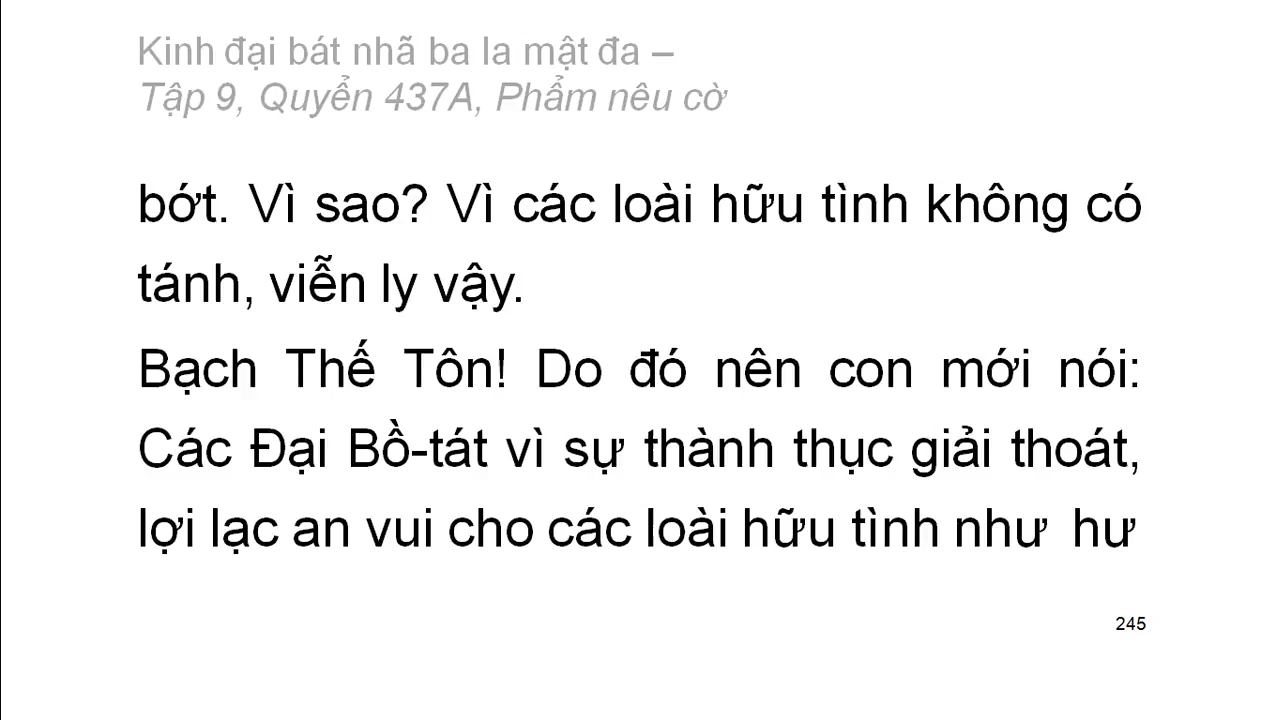 Kinh đại bát nhã ba la mật đa –
Tập 9, Quyển 437A, Phẩm nêu cờ
bớt. Vì sao? Vì các loài hữu tình không có
tánh, viễn ly vậy.
Bạch Thế Tôn! Do đó nên con mới nói:
Các Đại Bồ-tát vì sự thành thục giải thoát,
lợi lạc an vui cho các loài hữu tình như hư
245